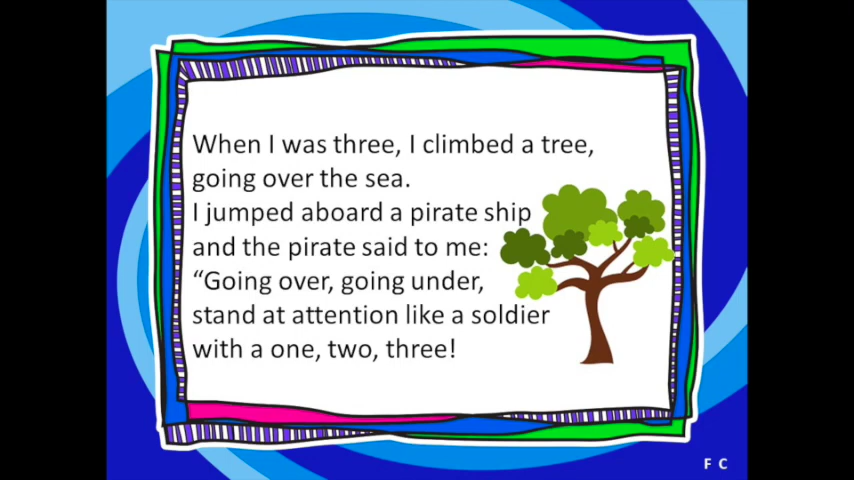 When I was three, I climbed a tree,
going over the sea.
I jumped aboard a pirate ship
and the pirate said to me:
“Going over, going under,
stand at attention like a soldier
with a one, two, three!
F C